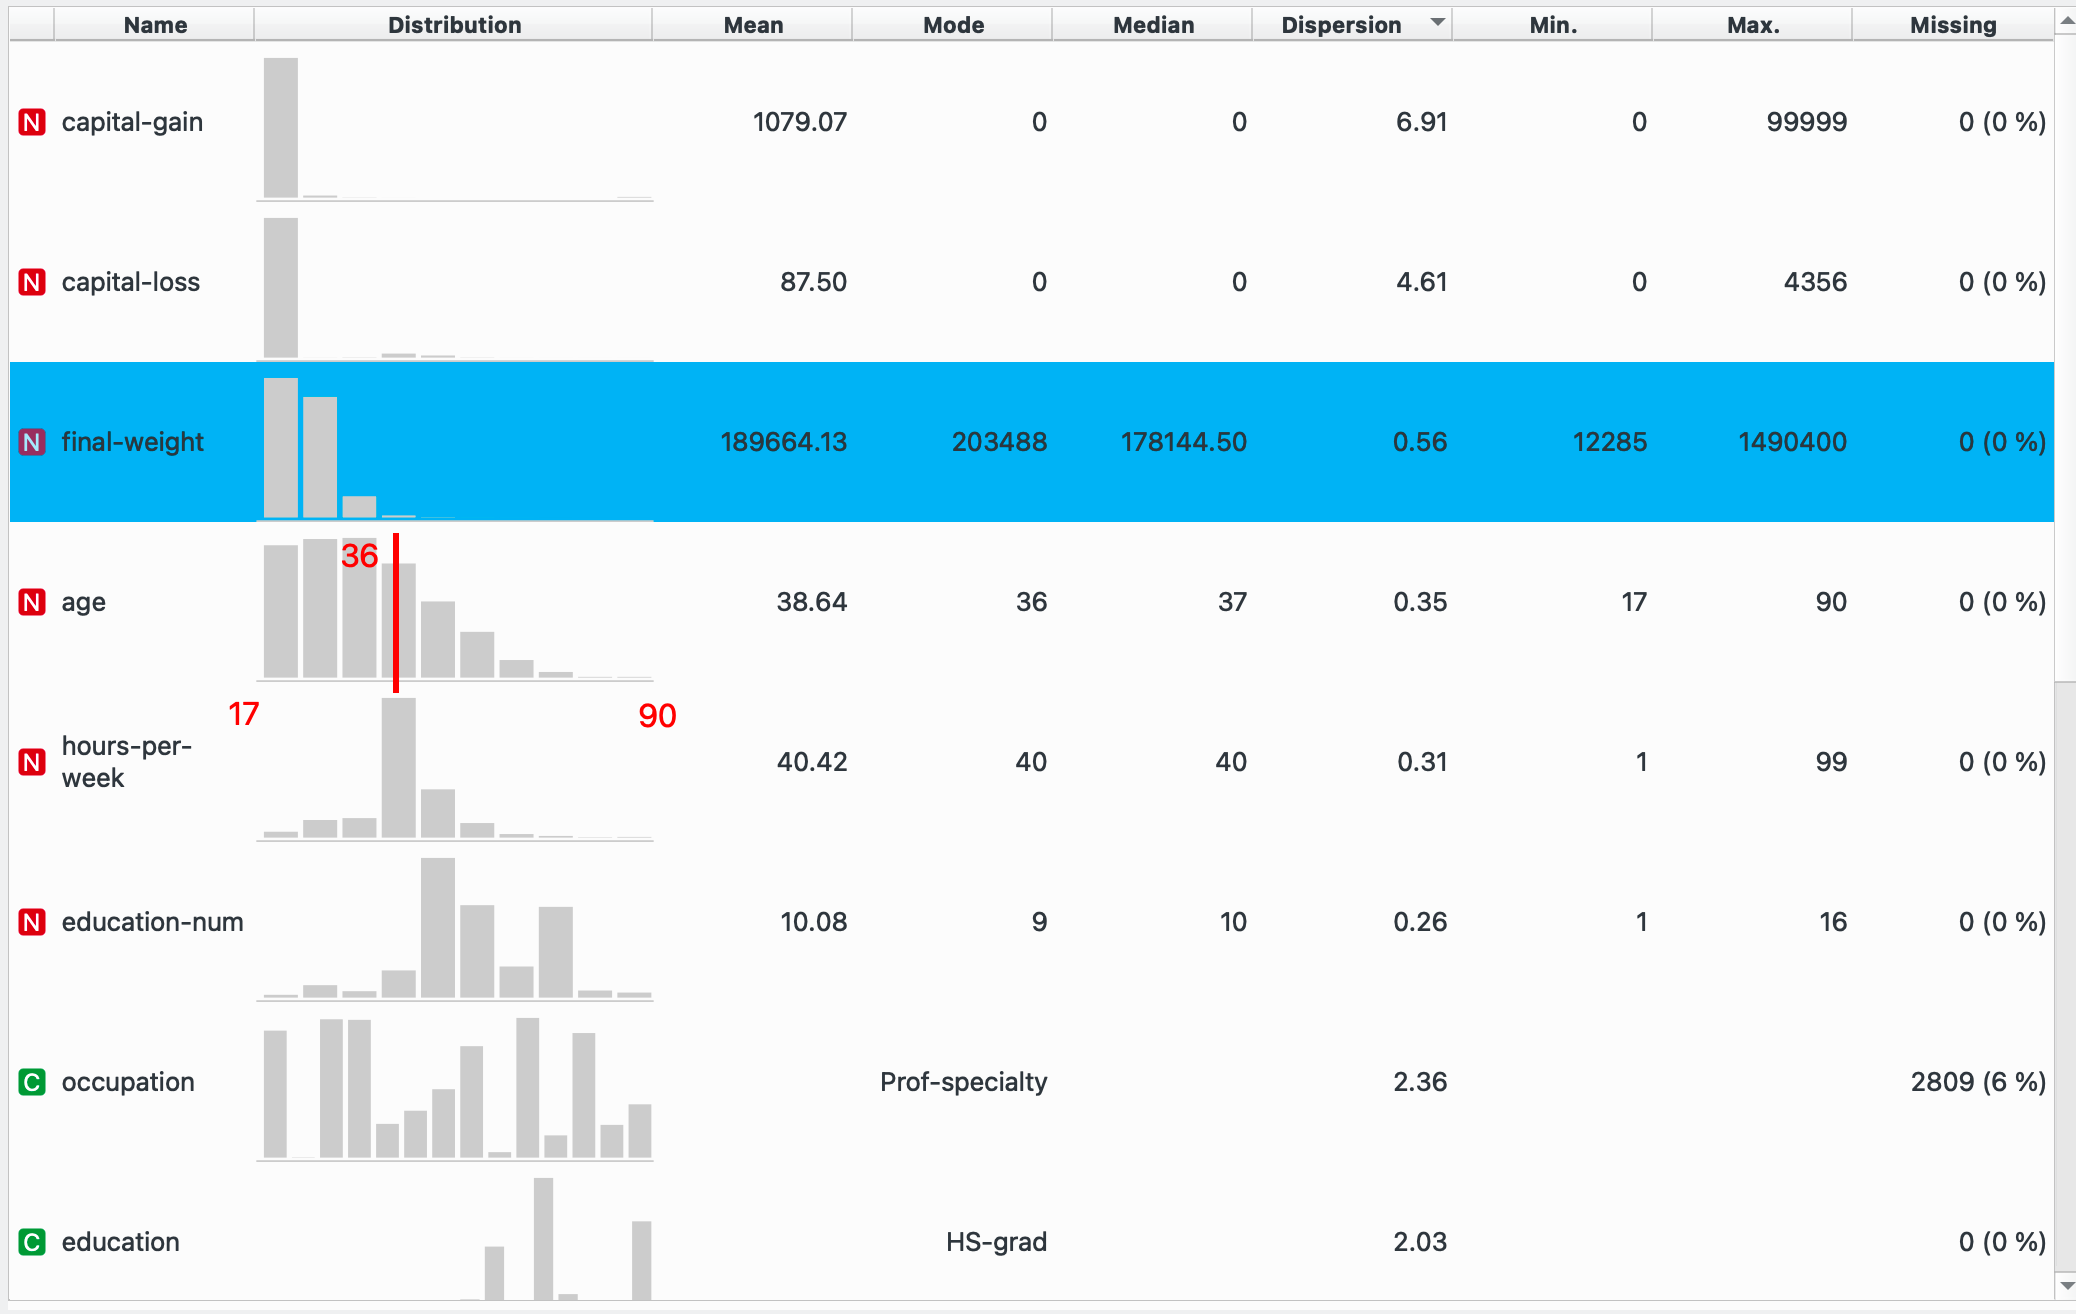 Name Distribution Mean Mode Median Dispersion Min. Max. Missing
N capital-gain 1079.07 0 0 6.91 0 99999 0 (0 %)
N capital-loss 87.50 0 0 4.61 0 4356 0 (0 %)
N final-weight 189664.13 203488 178144.50 0.56 12285 1490400 0 (0 %)
36
N age 38.64 36 37 0.35 17 90 0 (0 %)
17 90
hours-per-
N week 40.42 40 40 0.31 1 99 0 (0 %)
N education-num 10.08 9 10 0.26 1 16 0 (0 %)
C occupation Prof-specialty 2.36 2809 (6 %)
C education HS-grad 2.03 0 (0 %)